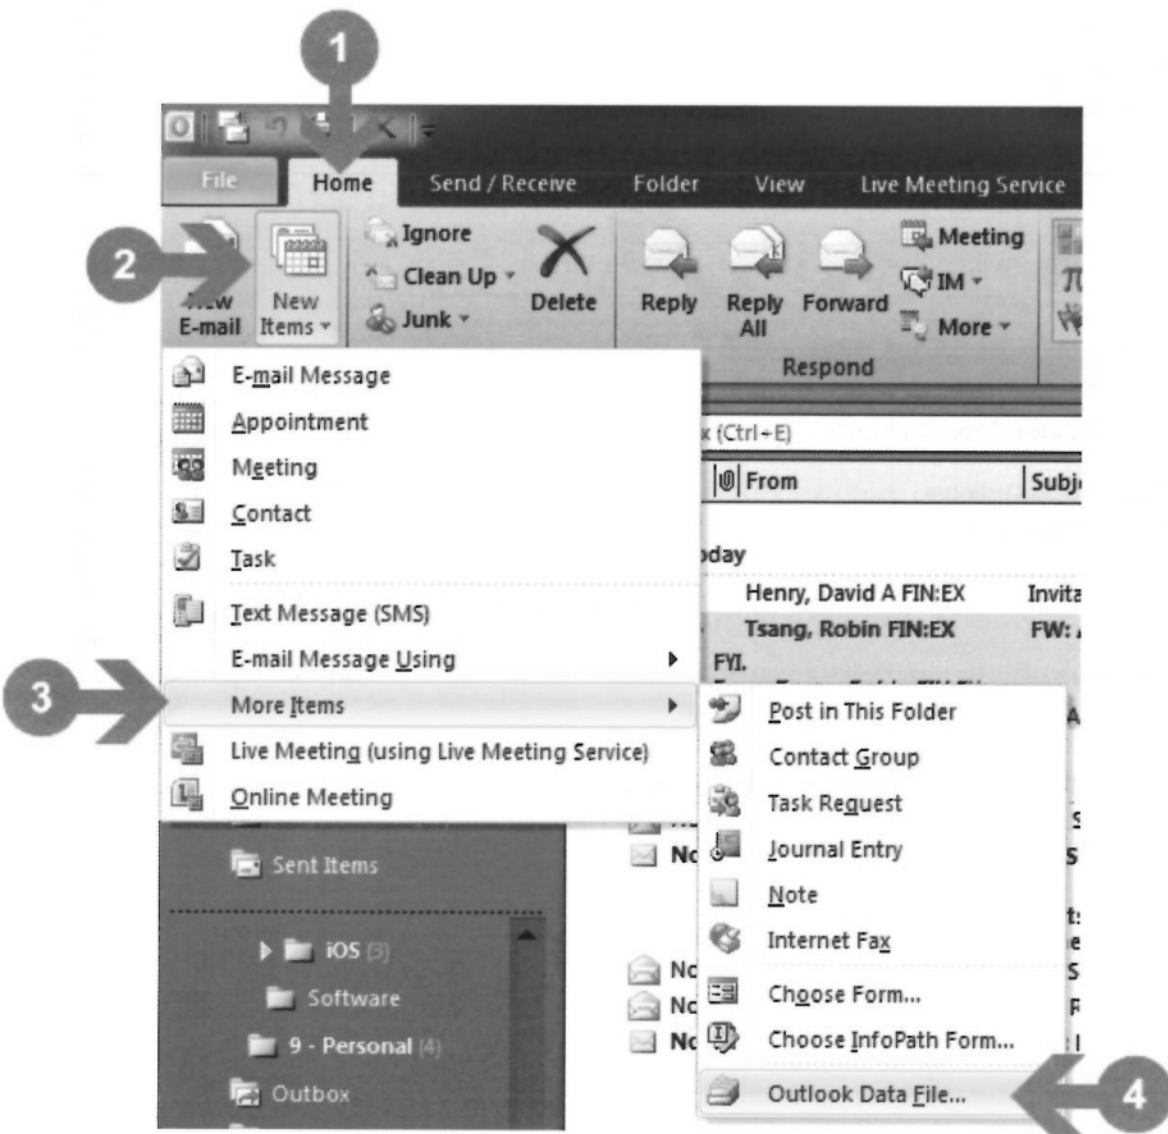 1
File Home Send / Receive Folder View Live Meeting Service
2
New E-mail
New Items
Ignore
Clean Up
Junk
Delete
Reply
Reply All
Forward
Meeting
IM
More
Respond
E-mail Message
Appointment
Meeting
Contact
Task
Text Message (SMS)
E-mail Message Using
3
More Items
Live Meeting (using Live Meeting Service)
Online Meeting
(Ctrl+E)
From
Henry, David A FIN:EX
Tsang, Robin FIN:EX FW:
FYI.
Post in This Folder
Contact Group
Task Request
Journal Entry
Note
Internet Fax
Choose Form...
Choose InfoPath Form...
Outlook Data File...
4
Sent Items
iOS (3)
Software
9 - Personal (4)
Outbox